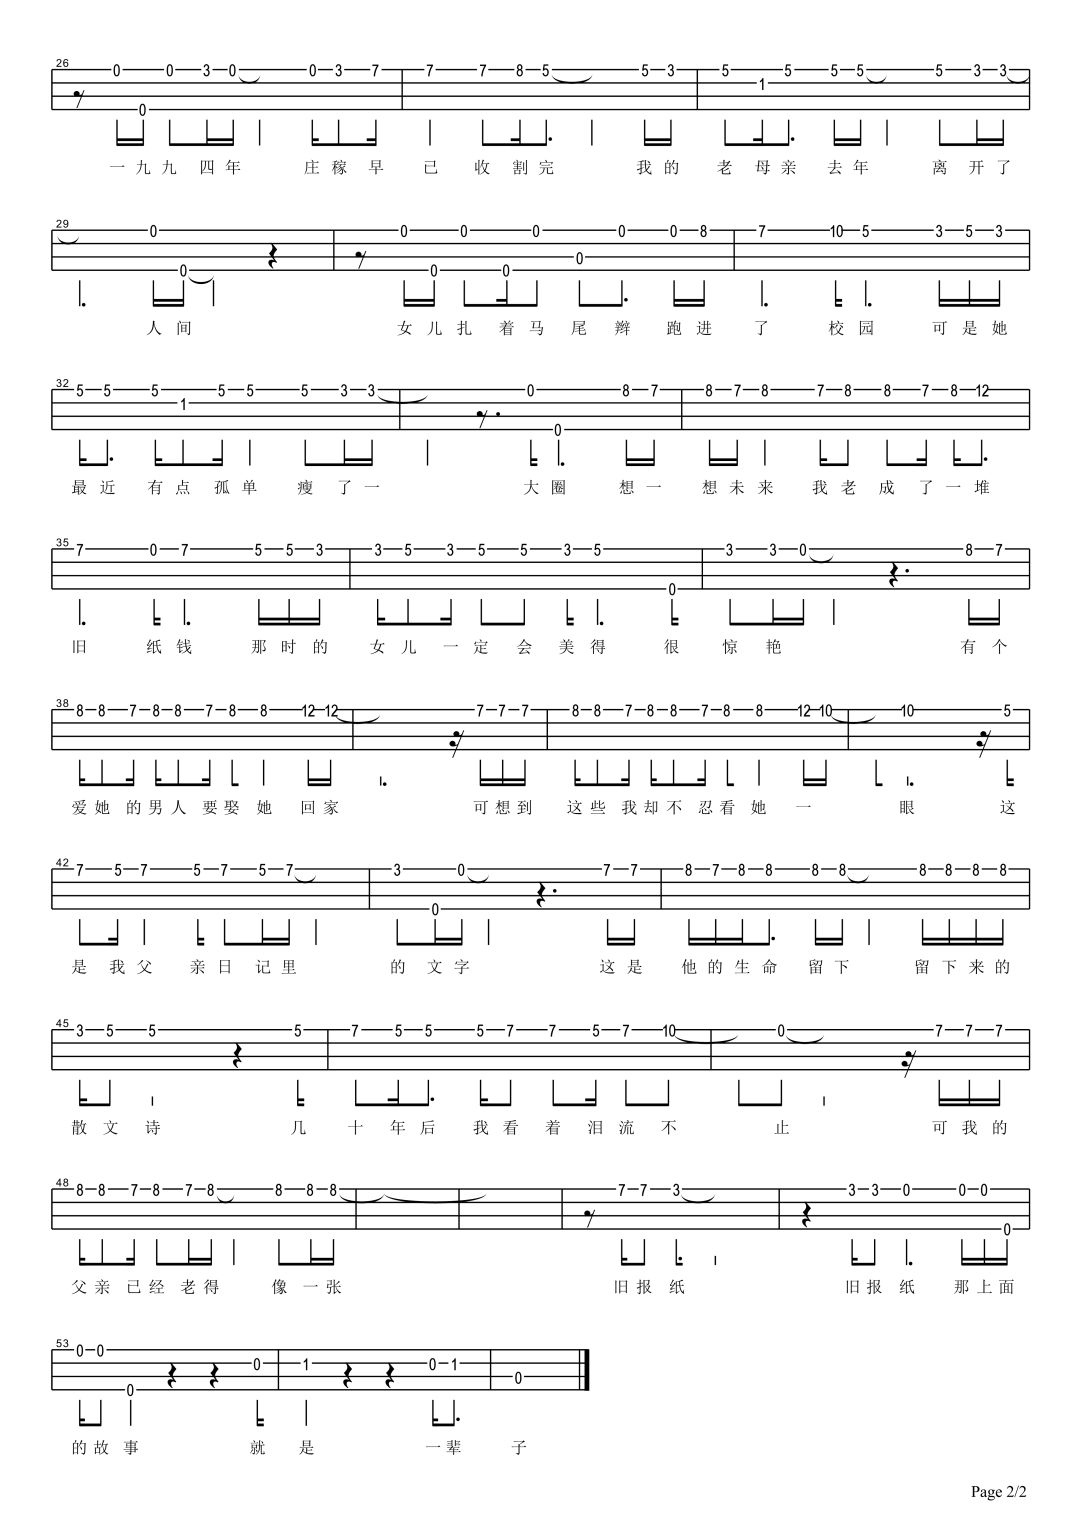 26
0 0 3 0 0 3 7 7 7 8 5 5 3 5 5 5 5 5 3 3
1
0
一 九 九 四 年 庄 稼 早 已 收 割 完 我 的 老 母 亲 去 年 离 开 了
29
0 0 0 0 0 0 8 7 10 5 3 5 3
0
0 0 0
人 间 女 儿 扎 着 马 尾 辫 跑 进 了 校 园 可 是 她
32
5 5 5 5 5 5 3 3 0 8 7 8 7 8 7 8 8 7 8 12
1
0
最 近 有 点 孤 单 瘦 了 一 大 圈 想 一 想 未 来 我 老 成 了 一 堆
35
7 0 7 5 5 3 3 5 3 5 5 3 5 3 3 0 8 7
0
旧 纸 钱 那 时 的 女 儿 一 定 会 美 得 很 惊 艳 有 个
38
8 8 7 8 8 7 8 8 12 12 7 7 7 8 8 7 8 8 7 8 8 12 10 10 5
爱 她 的 男 人 要 娶 她 回 家 可 想 到 这 些 我 却 不 忍 看 她 一 眼 这
42
7 5 7 5 7 5 7 3 0 7 7 8 7 8 8 8 8 8 8 8 8
0
是 我 父 亲 日 记 里 的 文 字 这 是 他 的 生 命 留 下 留 下 来 的
45
3 5 5 5 7 5 5 5 7 7 5 7 10 0 7 7 7
散 文 诗 几 十 年 后 我 看 着 泪 流 不 止 可 我 的
48
8 8 7 8 7 8 8 8 8 7 7 3 3 3 0 0 0
0
父 亲 已 经 老 得 像 一 张 旧 报 纸 旧 报 纸 那 上 面
53
0 0
0 1 0 1
0
0
的 故 事 就 是 一 辈 子
Page 2/2